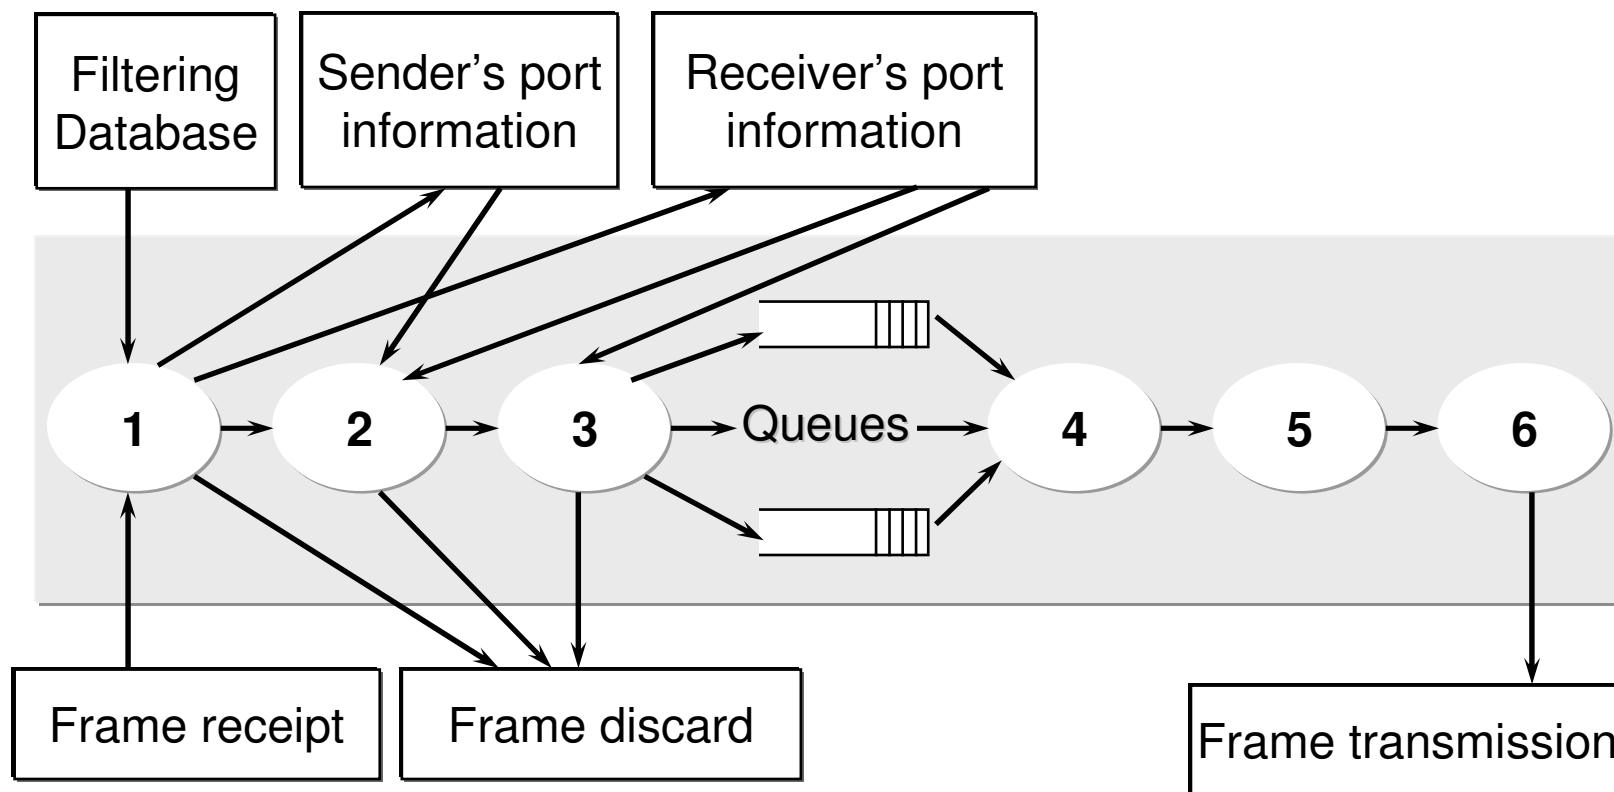 Filtering
Database
Sender’s port
information
Receiver’s port
information
1
2
3
Queues
4
5
6
Frame receipt
Frame discard
Frame transmission